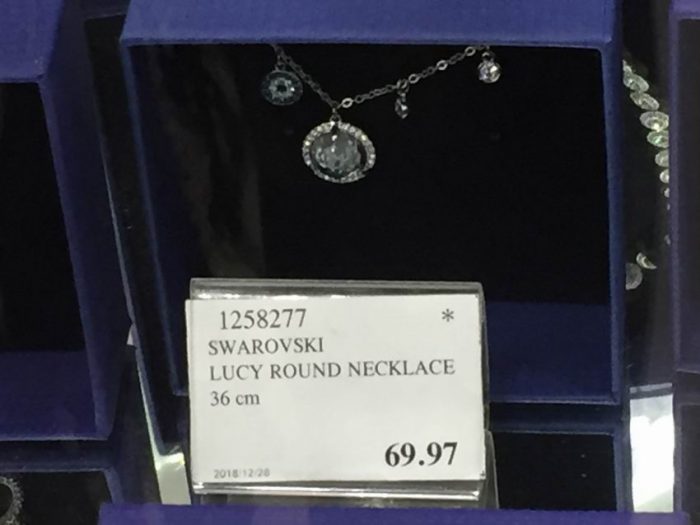 1258277 *
SWAROVSKI
LUCY ROUND NECKLACE
36 cm
69.97
2018/12/28